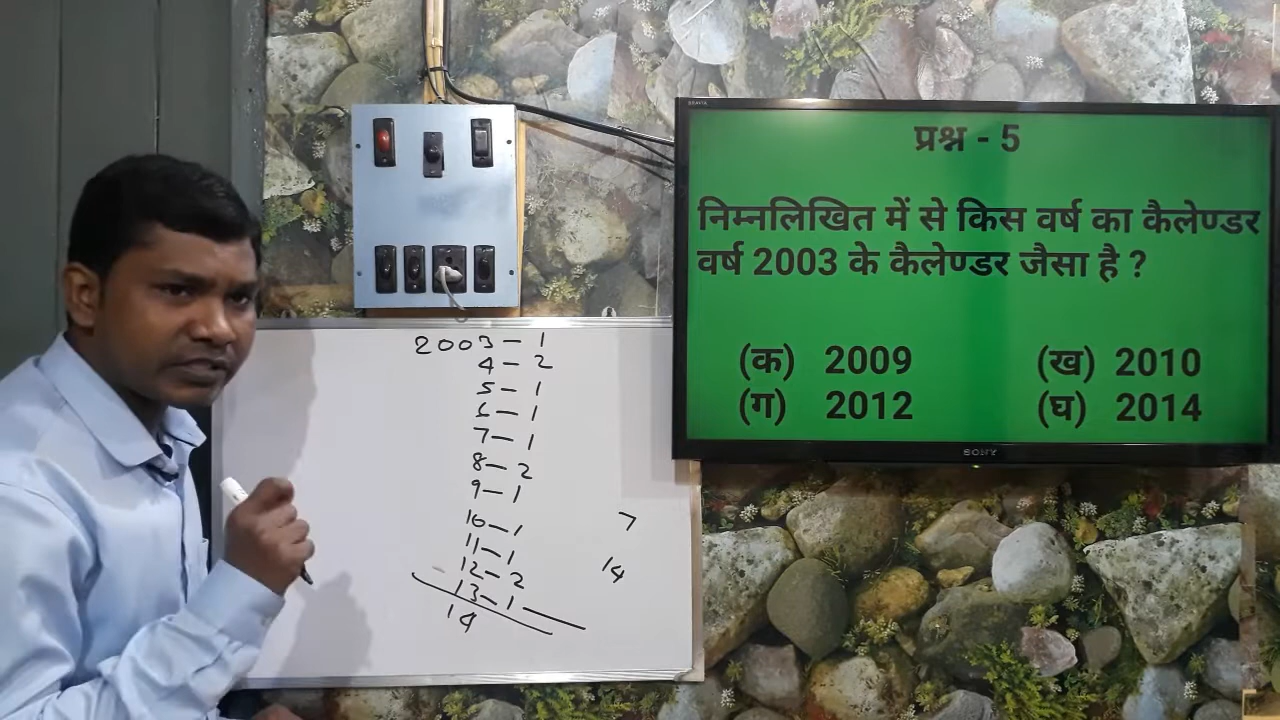 BRAVIA
प्रश्न - 5
निम्नलिखित में से किस वर्ष का कैलेण्डर
वर्ष 2003 के कैलेण्डर जैसा है ?
(क) 2009 (ख) 2010
(ग) 2012 (घ) 2014
SONY
2003 - 1
4 - 2
5 - 1
6 - 1
7 - 1
8 - 2
9 - 1
10 - 1
11 - 1
12 - 2
13 - 1
14
7
14